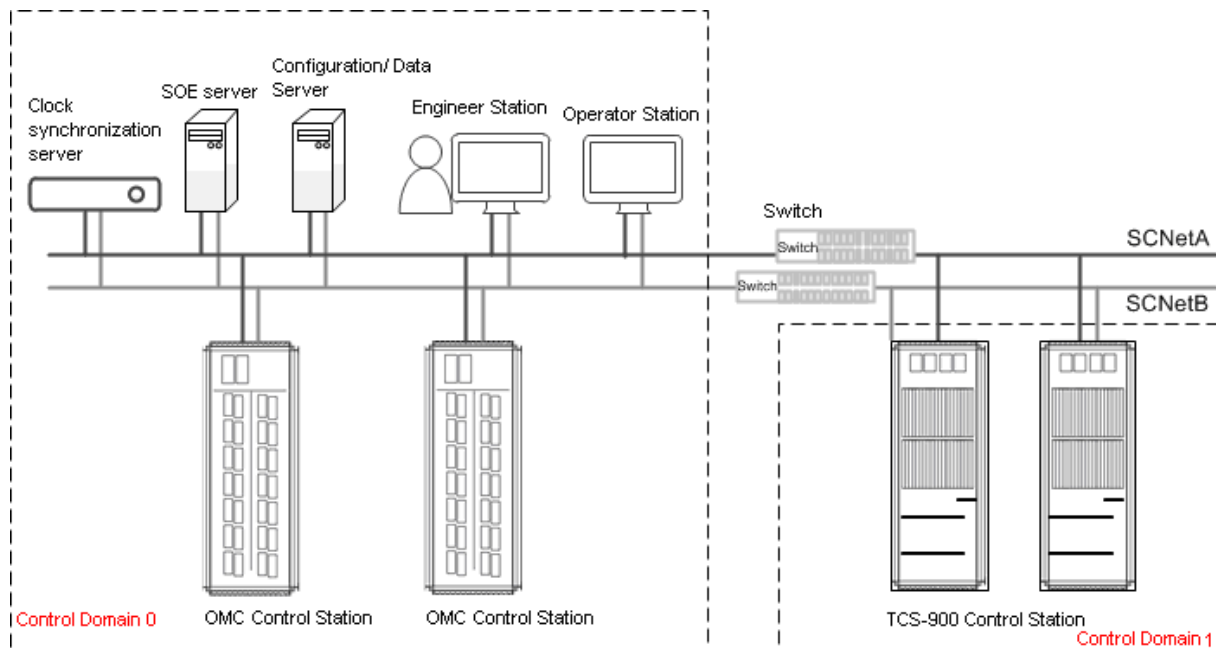 Clock
synchronization
server
SOE server
Configuration/ Data
Server
Engineer Station
Operator Station
Switch
Switch
Switch
SCNetA
SCNetB
Control Domain 0
OMC Control Station
OMC Control Station
TCS-900 Control Station
Control Domain 1